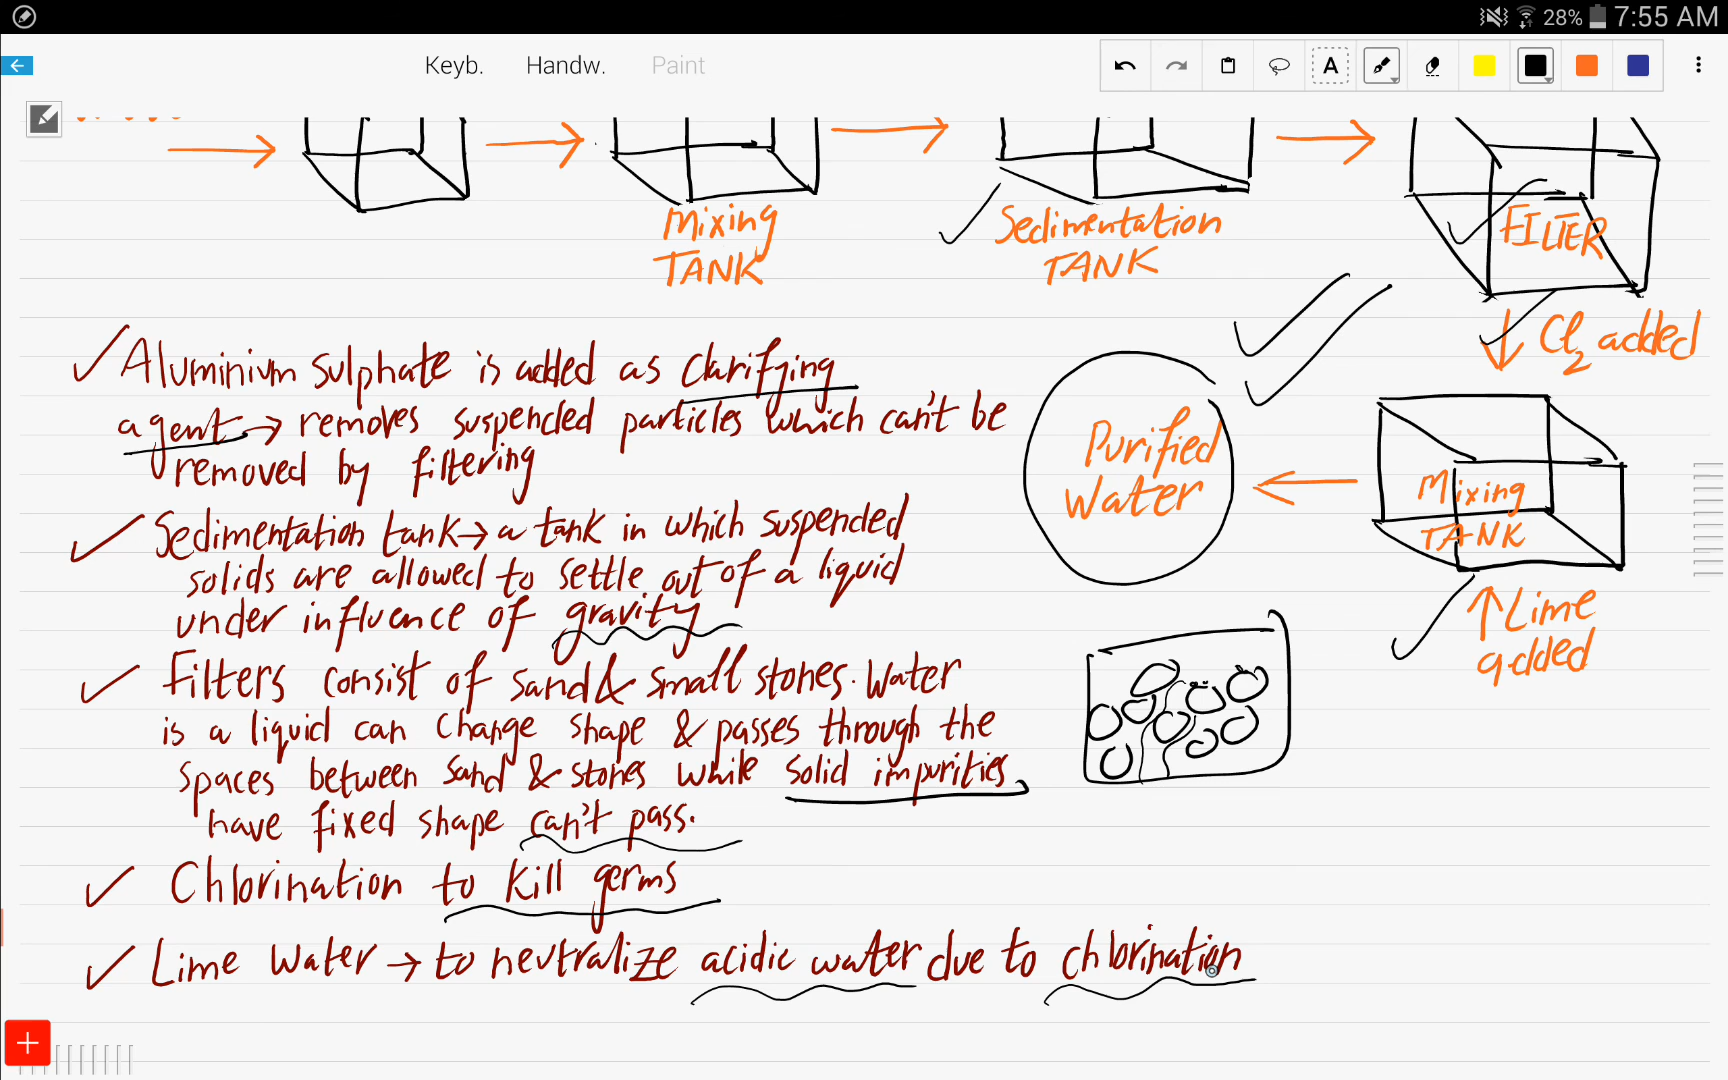 28% 7:55 AM
Keyb. Handw. Paint
A
Mixing
TANK
Sedimentation
TANK
FILTER
Cl2 added
Aluminium sulphate is added as clarifying
agent → removes suspended particles which can't be
removed by filtering
Purified
Water
Mixing
TANK
Lime
added
Sedimentation tank → a tank in which suspended
solids are allowed to settle out of a liquid
under influence of gravity
Filters consist of sand & small stones. Water
is a liquid can change shape & passes through the
spaces between sand & stones while solid impurities
have fixed shape can't pass.
Chlorination to kill germs
Lime Water → to neutralize acidic water due to chlorination